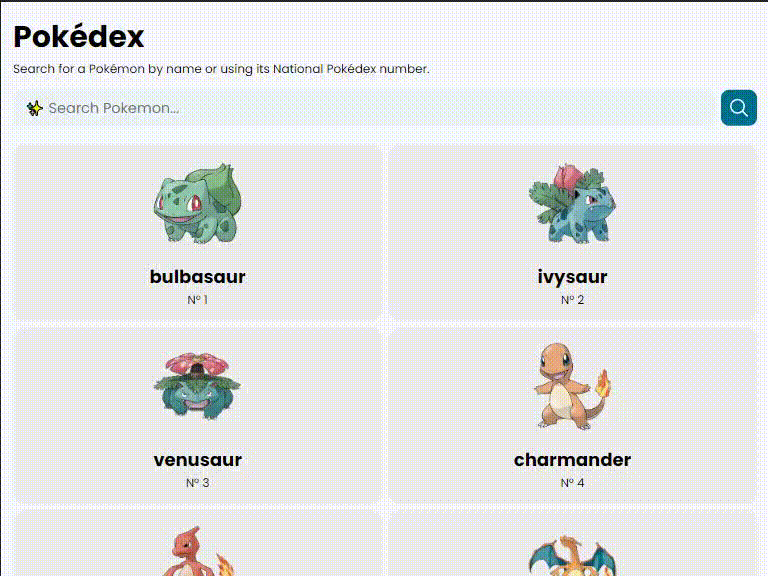 Pokédex
Search for a Pokémon by name or using its National Pokédex number.
Search Pokemon...
bulbasaur
Nº 1
ivysaur
Nº 2
venusaur
Nº 3
charmander
Nº 4